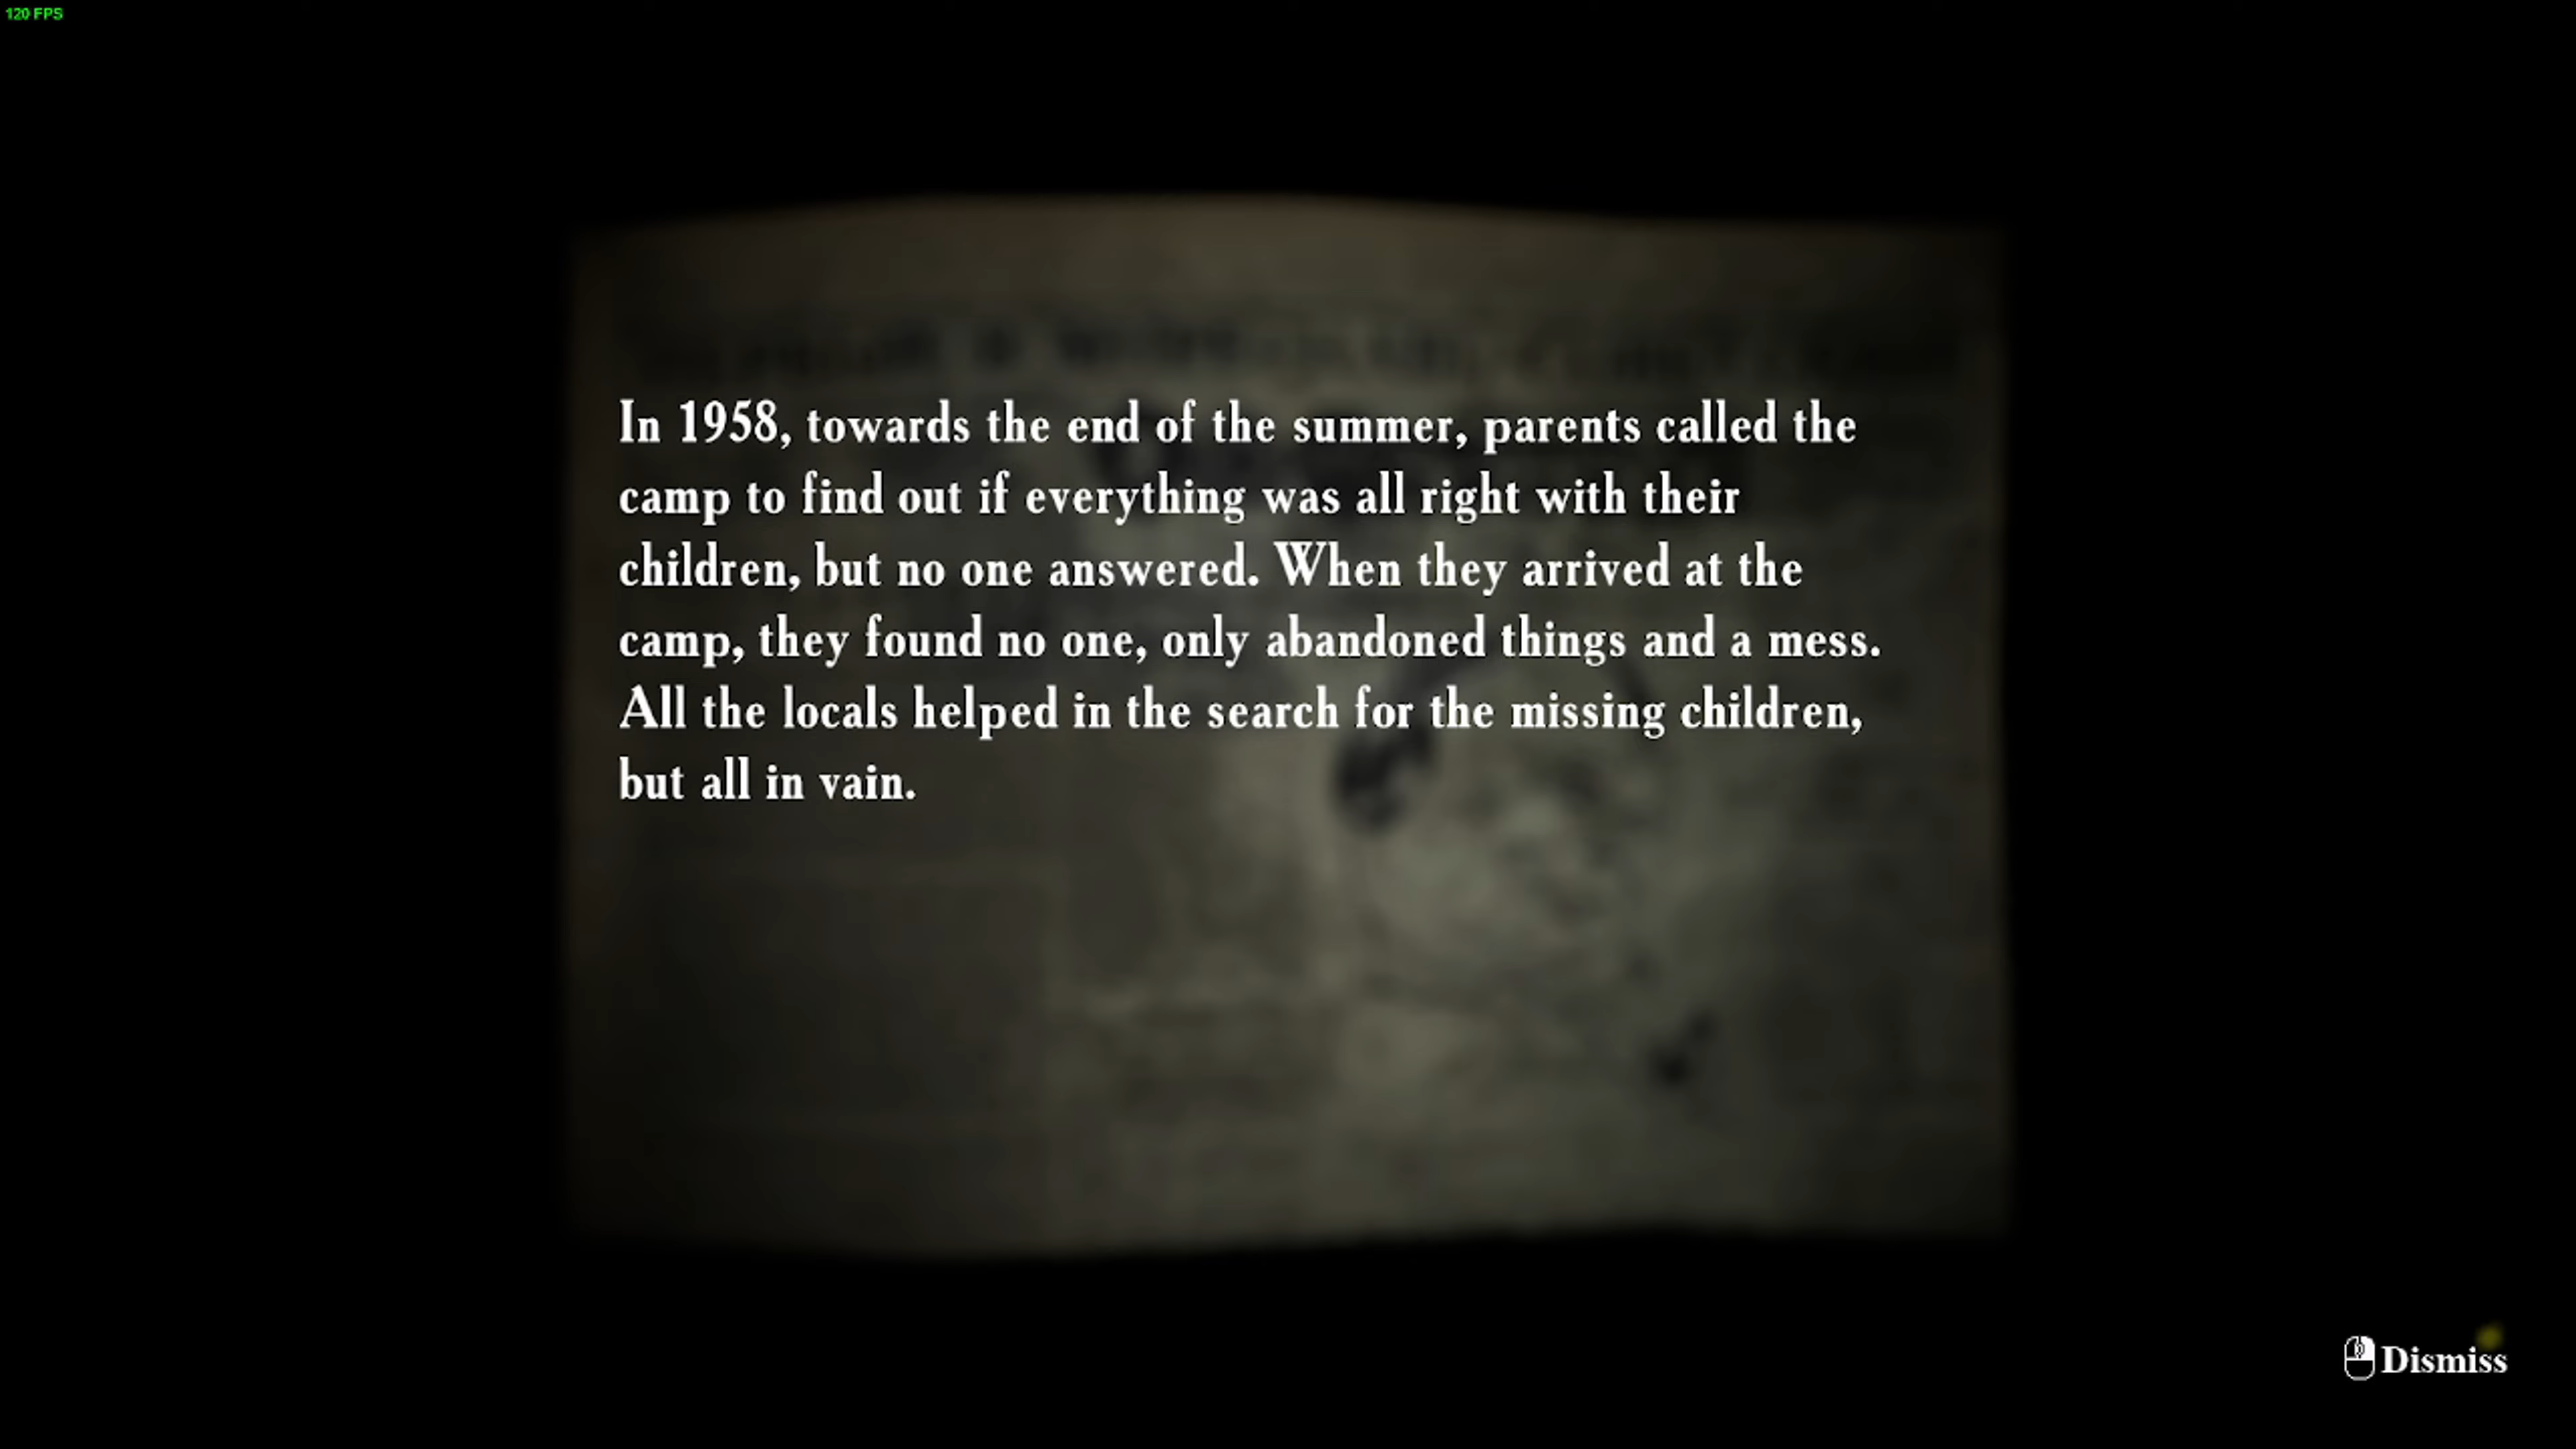 120 FPS
In 1958, towards the end of the summer, parents called the
camp to find out if everything was all right with their
children, but no one answered. When they arrived at the
camp, they found no one, only abandoned things and a mess.
All the locals helped in the search for the missing children,
but all in vain.
Dismiss